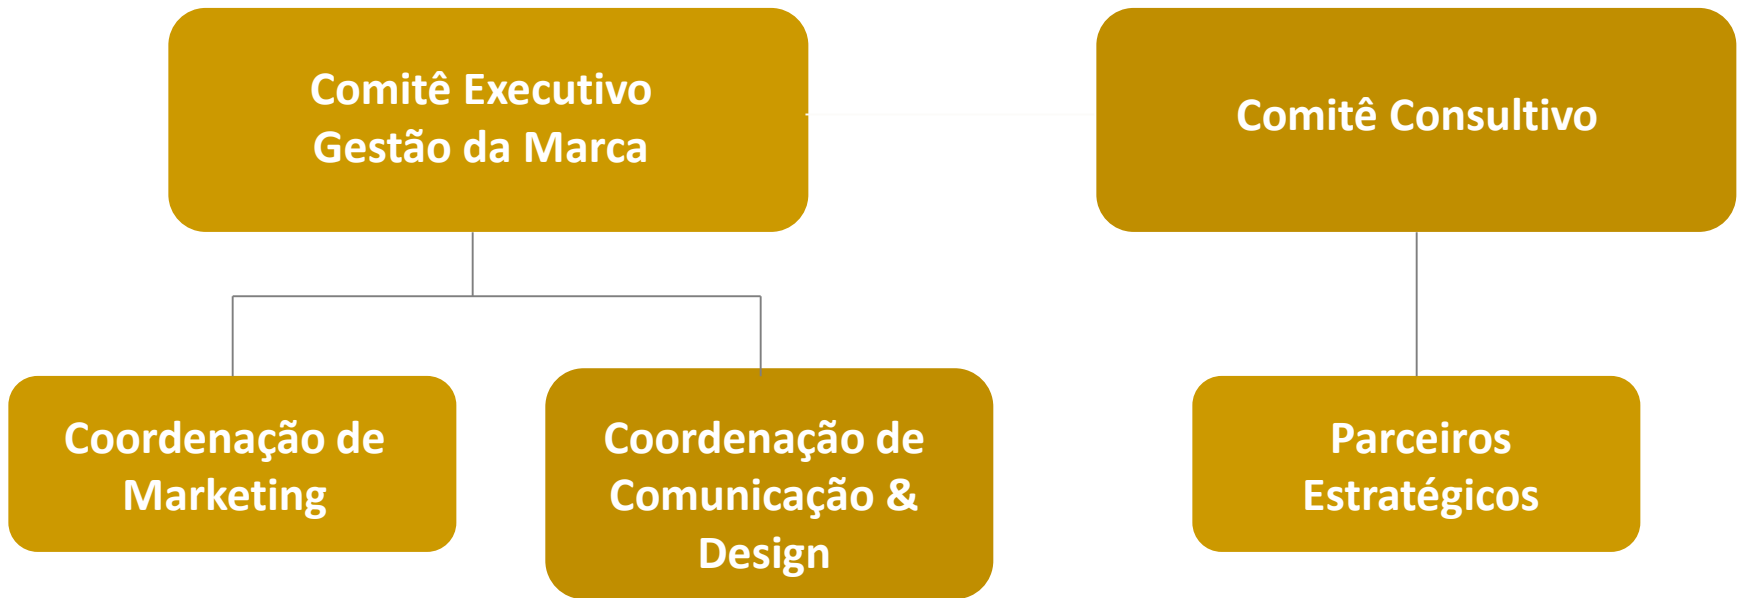 Comitê Executivo
Gestão da Marca
Comitê Consultivo
Coordenação de
Marketing
Coordenação de
Comunicação &
Design
Parceiros
Estratégicos